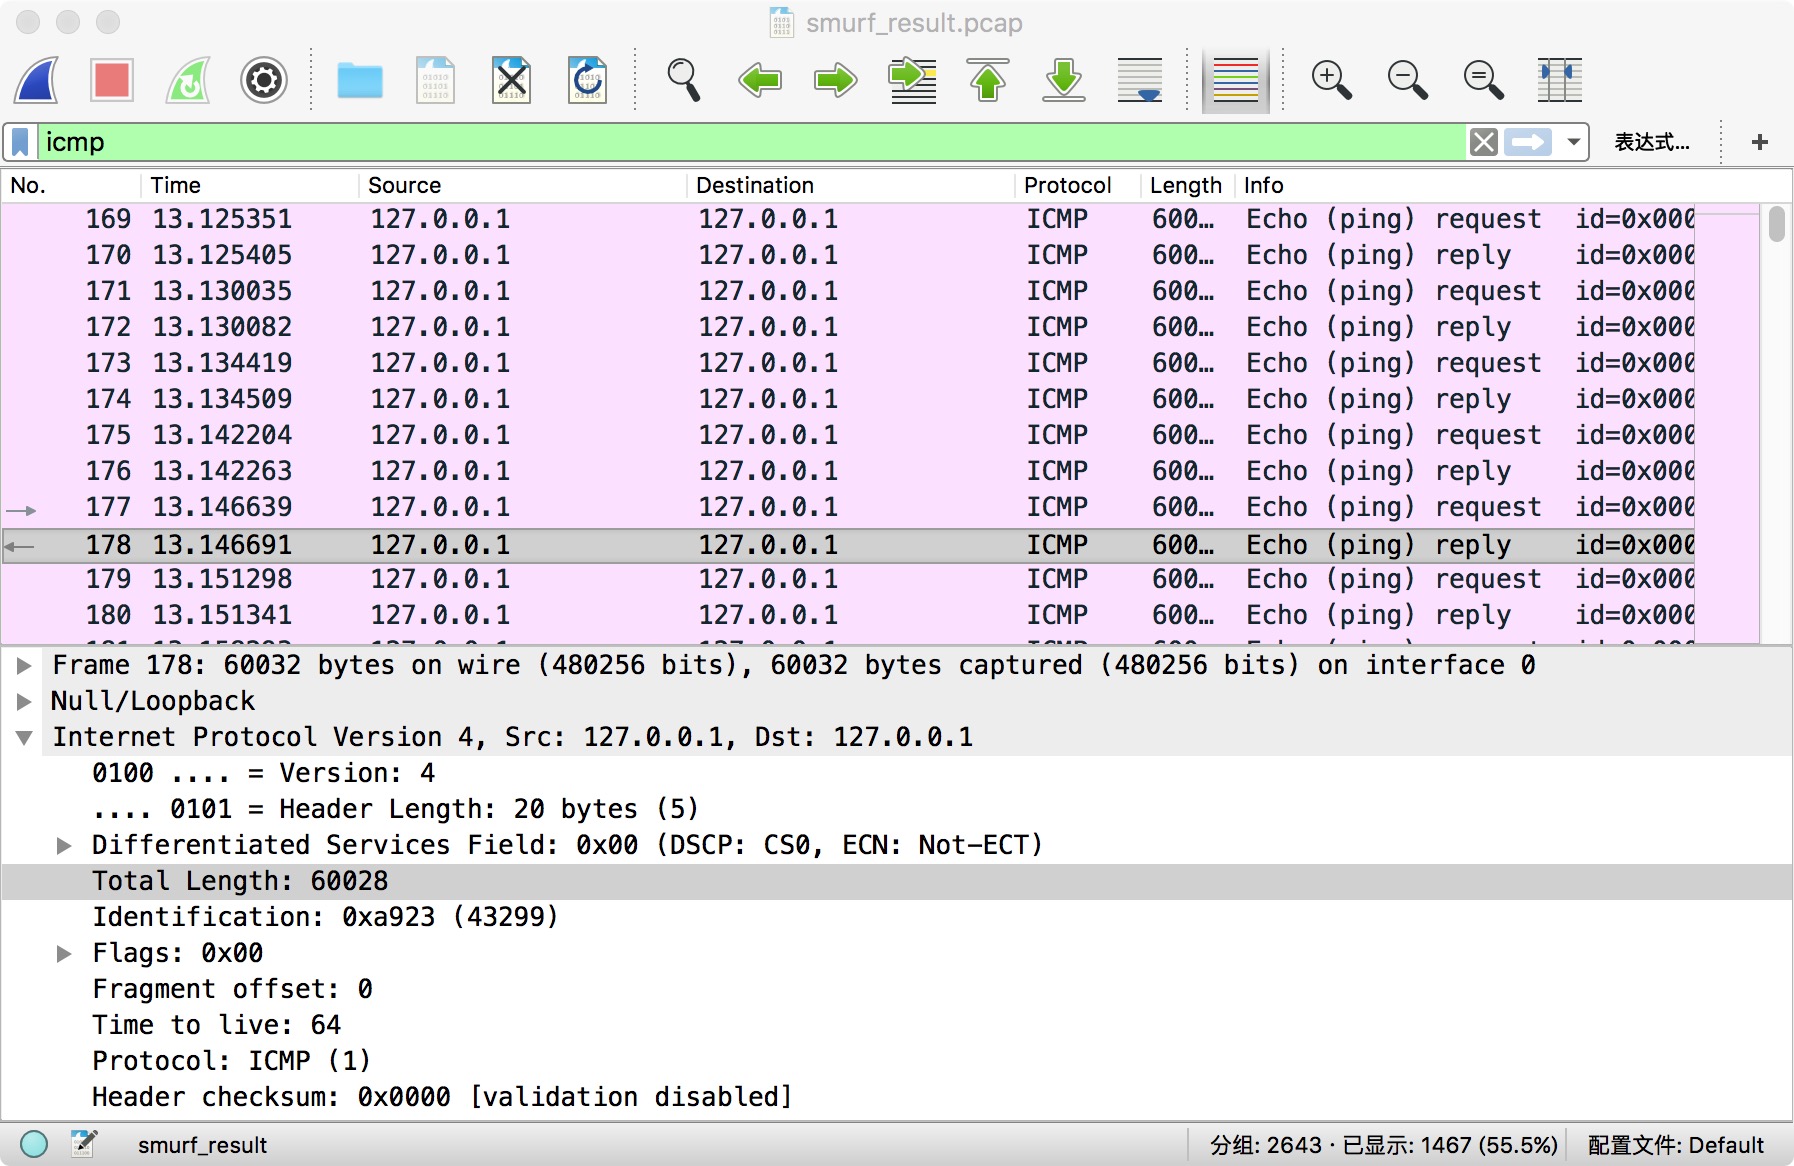 smurf_result.pcap
icmp 表达式... +
No. Time Source Destination Protocol Length Info
169 13.125351 127.0.0.1 127.0.0.1 ICMP 600… Echo (ping) request id=0x000
170 13.125405 127.0.0.1 127.0.0.1 ICMP 600… Echo (ping) reply id=0x000
171 13.130035 127.0.0.1 127.0.0.1 ICMP 600… Echo (ping) request id=0x000
172 13.130082 127.0.0.1 127.0.0.1 ICMP 600… Echo (ping) reply id=0x000
173 13.134419 127.0.0.1 127.0.0.1 ICMP 600… Echo (ping) request id=0x000
174 13.134509 127.0.0.1 127.0.0.1 ICMP 600… Echo (ping) reply id=0x000
175 13.142204 127.0.0.1 127.0.0.1 ICMP 600… Echo (ping) request id=0x000
176 13.142263 127.0.0.1 127.0.0.1 ICMP 600… Echo (ping) reply id=0x000
177 13.146639 127.0.0.1 127.0.0.1 ICMP 600… Echo (ping) request id=0x000
178 13.146691 127.0.0.1 127.0.0.1 ICMP 600… Echo (ping) reply id=0x000
179 13.151298 127.0.0.1 127.0.0.1 ICMP 600… Echo (ping) request id=0x000
180 13.151341 127.0.0.1 127.0.0.1 ICMP 600… Echo (ping) reply id=0x000
Frame 178: 60032 bytes on wire (480256 bits), 60032 bytes captured (480256 bits) on interface 0
Null/Loopback
Internet Protocol Version 4, Src: 127.0.0.1, Dst: 127.0.0.1
0100 .... = Version: 4
.... 0101 = Header Length: 20 bytes (5)
Differentiated Services Field: 0x00 (DSCP: CS0, ECN: Not-ECT)
Total Length: 60028
Identification: 0xa923 (43299)
Flags: 0x00
Fragment offset: 0
Time to live: 64
Protocol: ICMP (1)
Header checksum: 0x0000 [validation disabled]
smurf_result 分组: 2643 · 已显示: 1467 (55.5%) 配置文件: Default